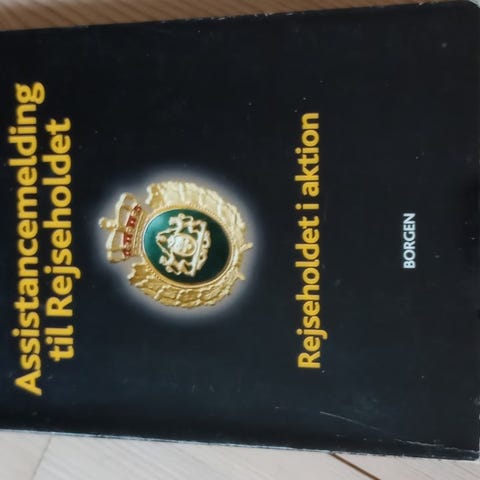 Assistancemelding
til Rejseholdet
Rejseholdet i aktion
BORGEN